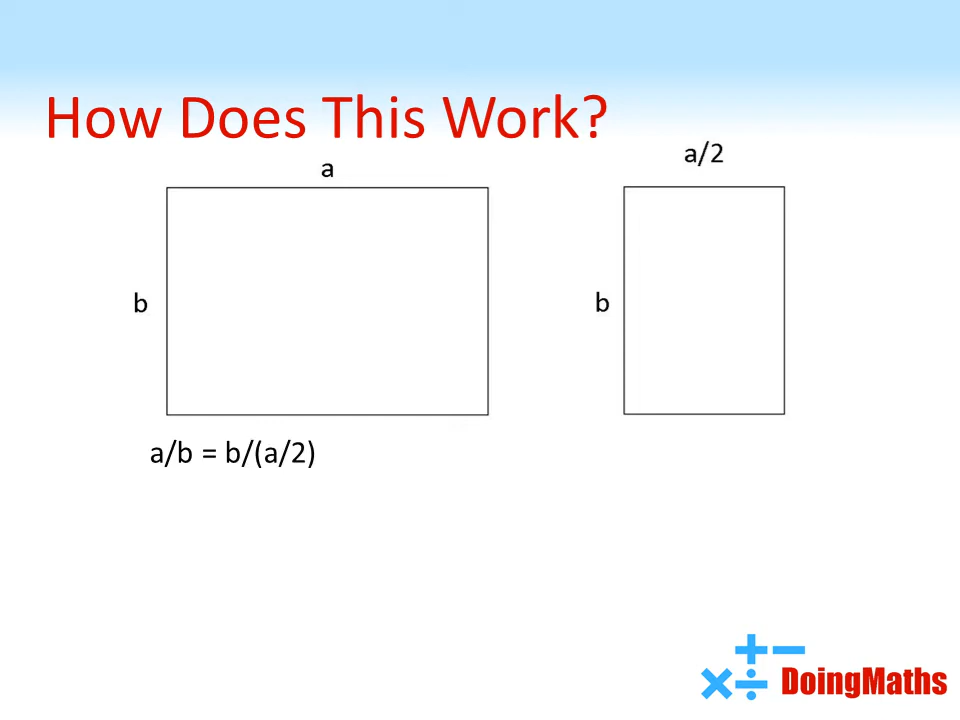 How Does This Work?
a
a/2
b
b
a/b = b/(a/2)
DoingMaths